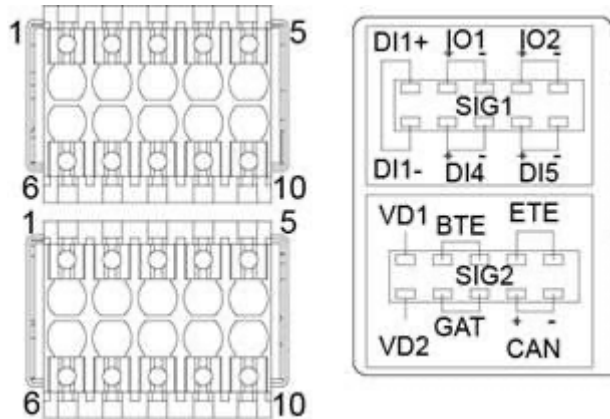 1 5
6 10
1 5
6 10
DI1+ IO1 IO2
+ - + -
SIG1
+ - + -
DI1- DI4 DI5
VD1 BTE ETE
SIG2
+ -
VD2 GAT CAN